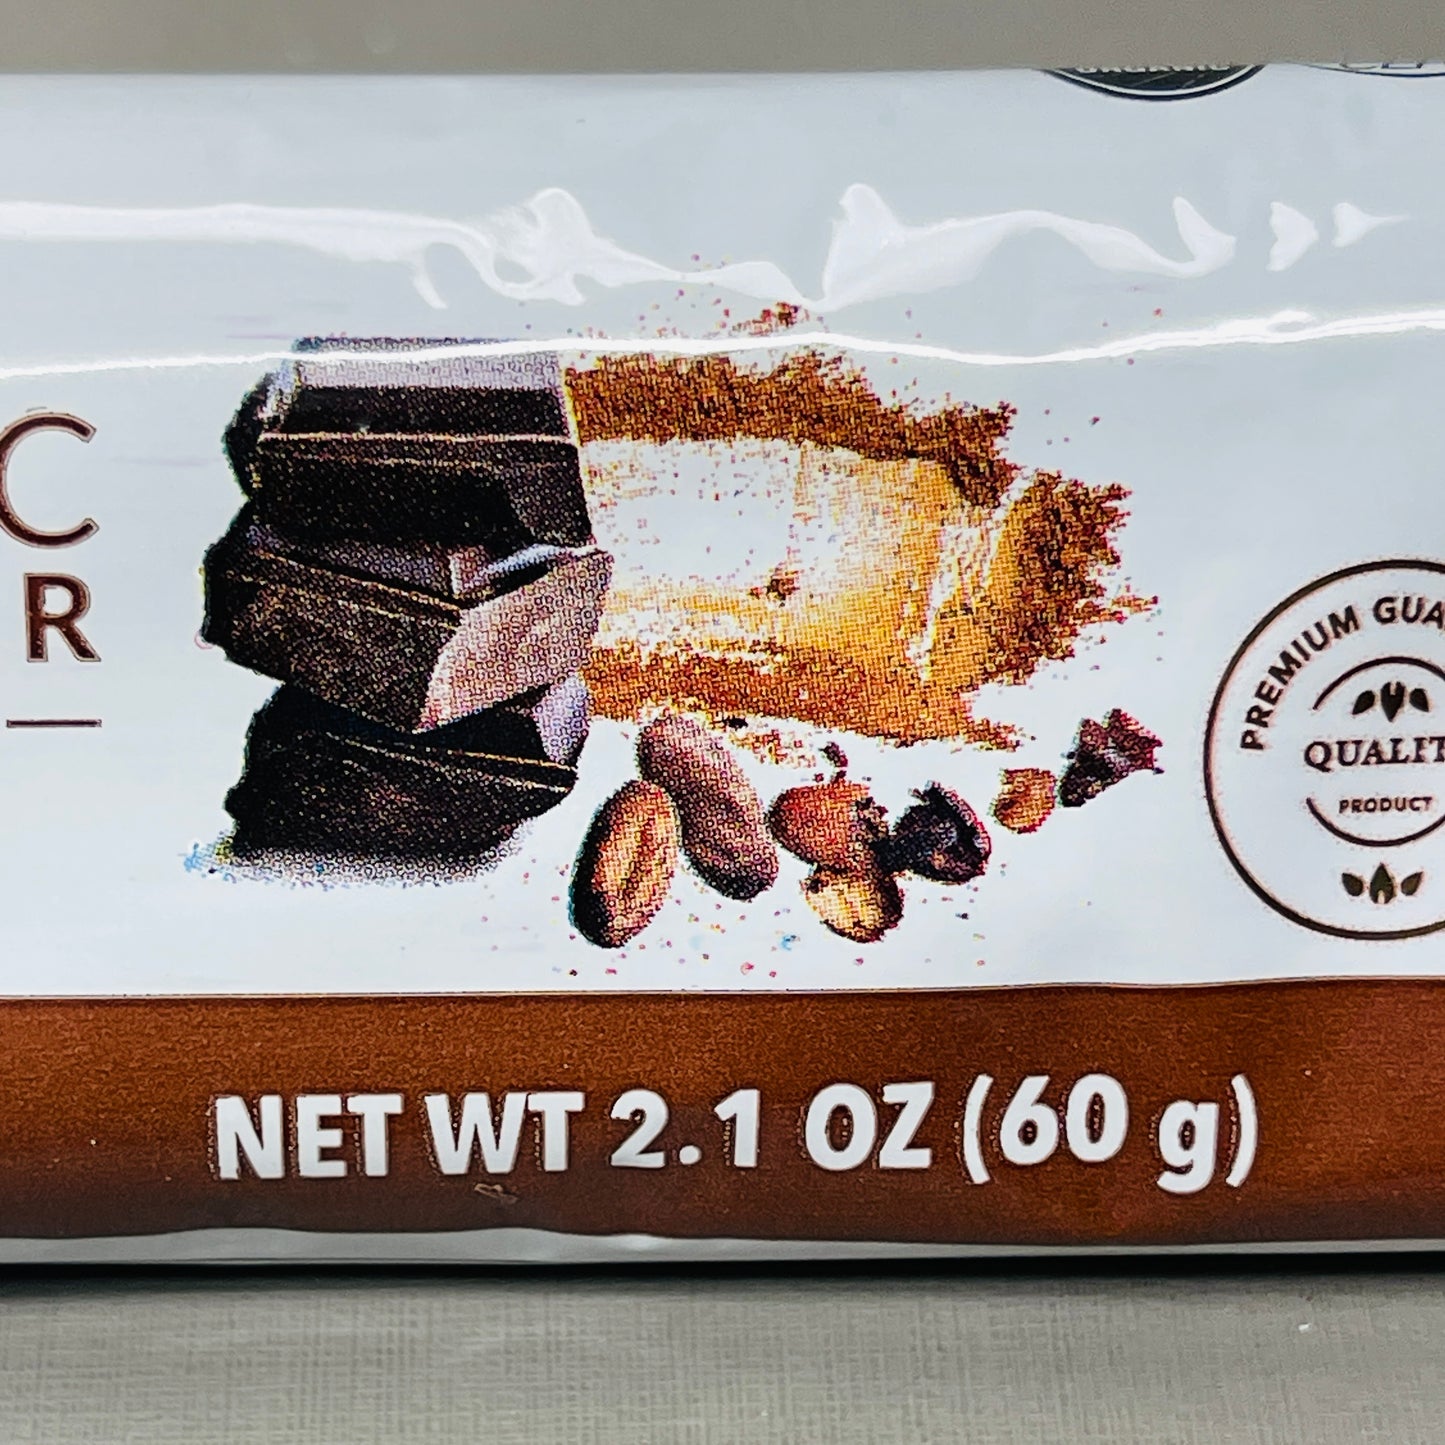 C
R
PREMIUM GUA
QUALIT
PRODUCT
NET WT 2.1 OZ (60 g)